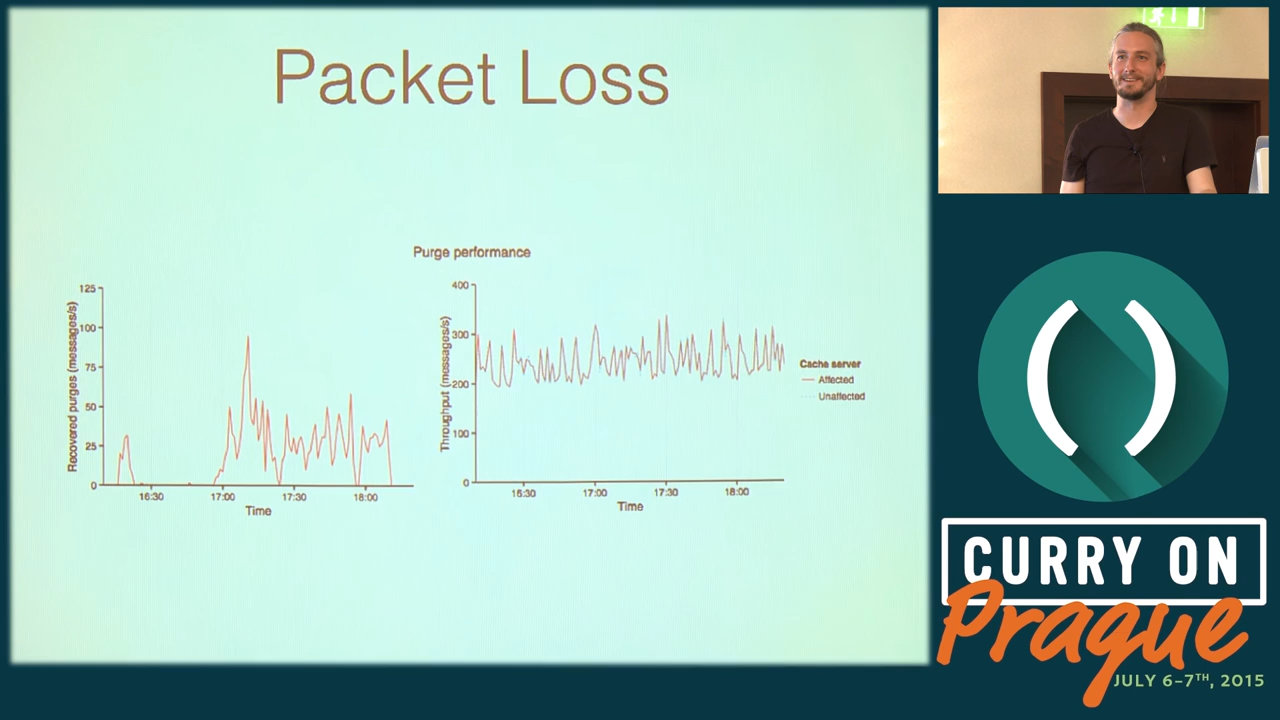 Packet Loss
Purge performance
Recovered purges (messages/s)
125
100
75
50
25
0
16:30
17:00
17:30
18:00
Time
Throughput (messages/s)
400
300
200
100
0
16:30
17:00
17:30
18:00
Time
Cache server
Affected
Unaffected
CURRY ON
Prague
JULY 6-7TH, 2015